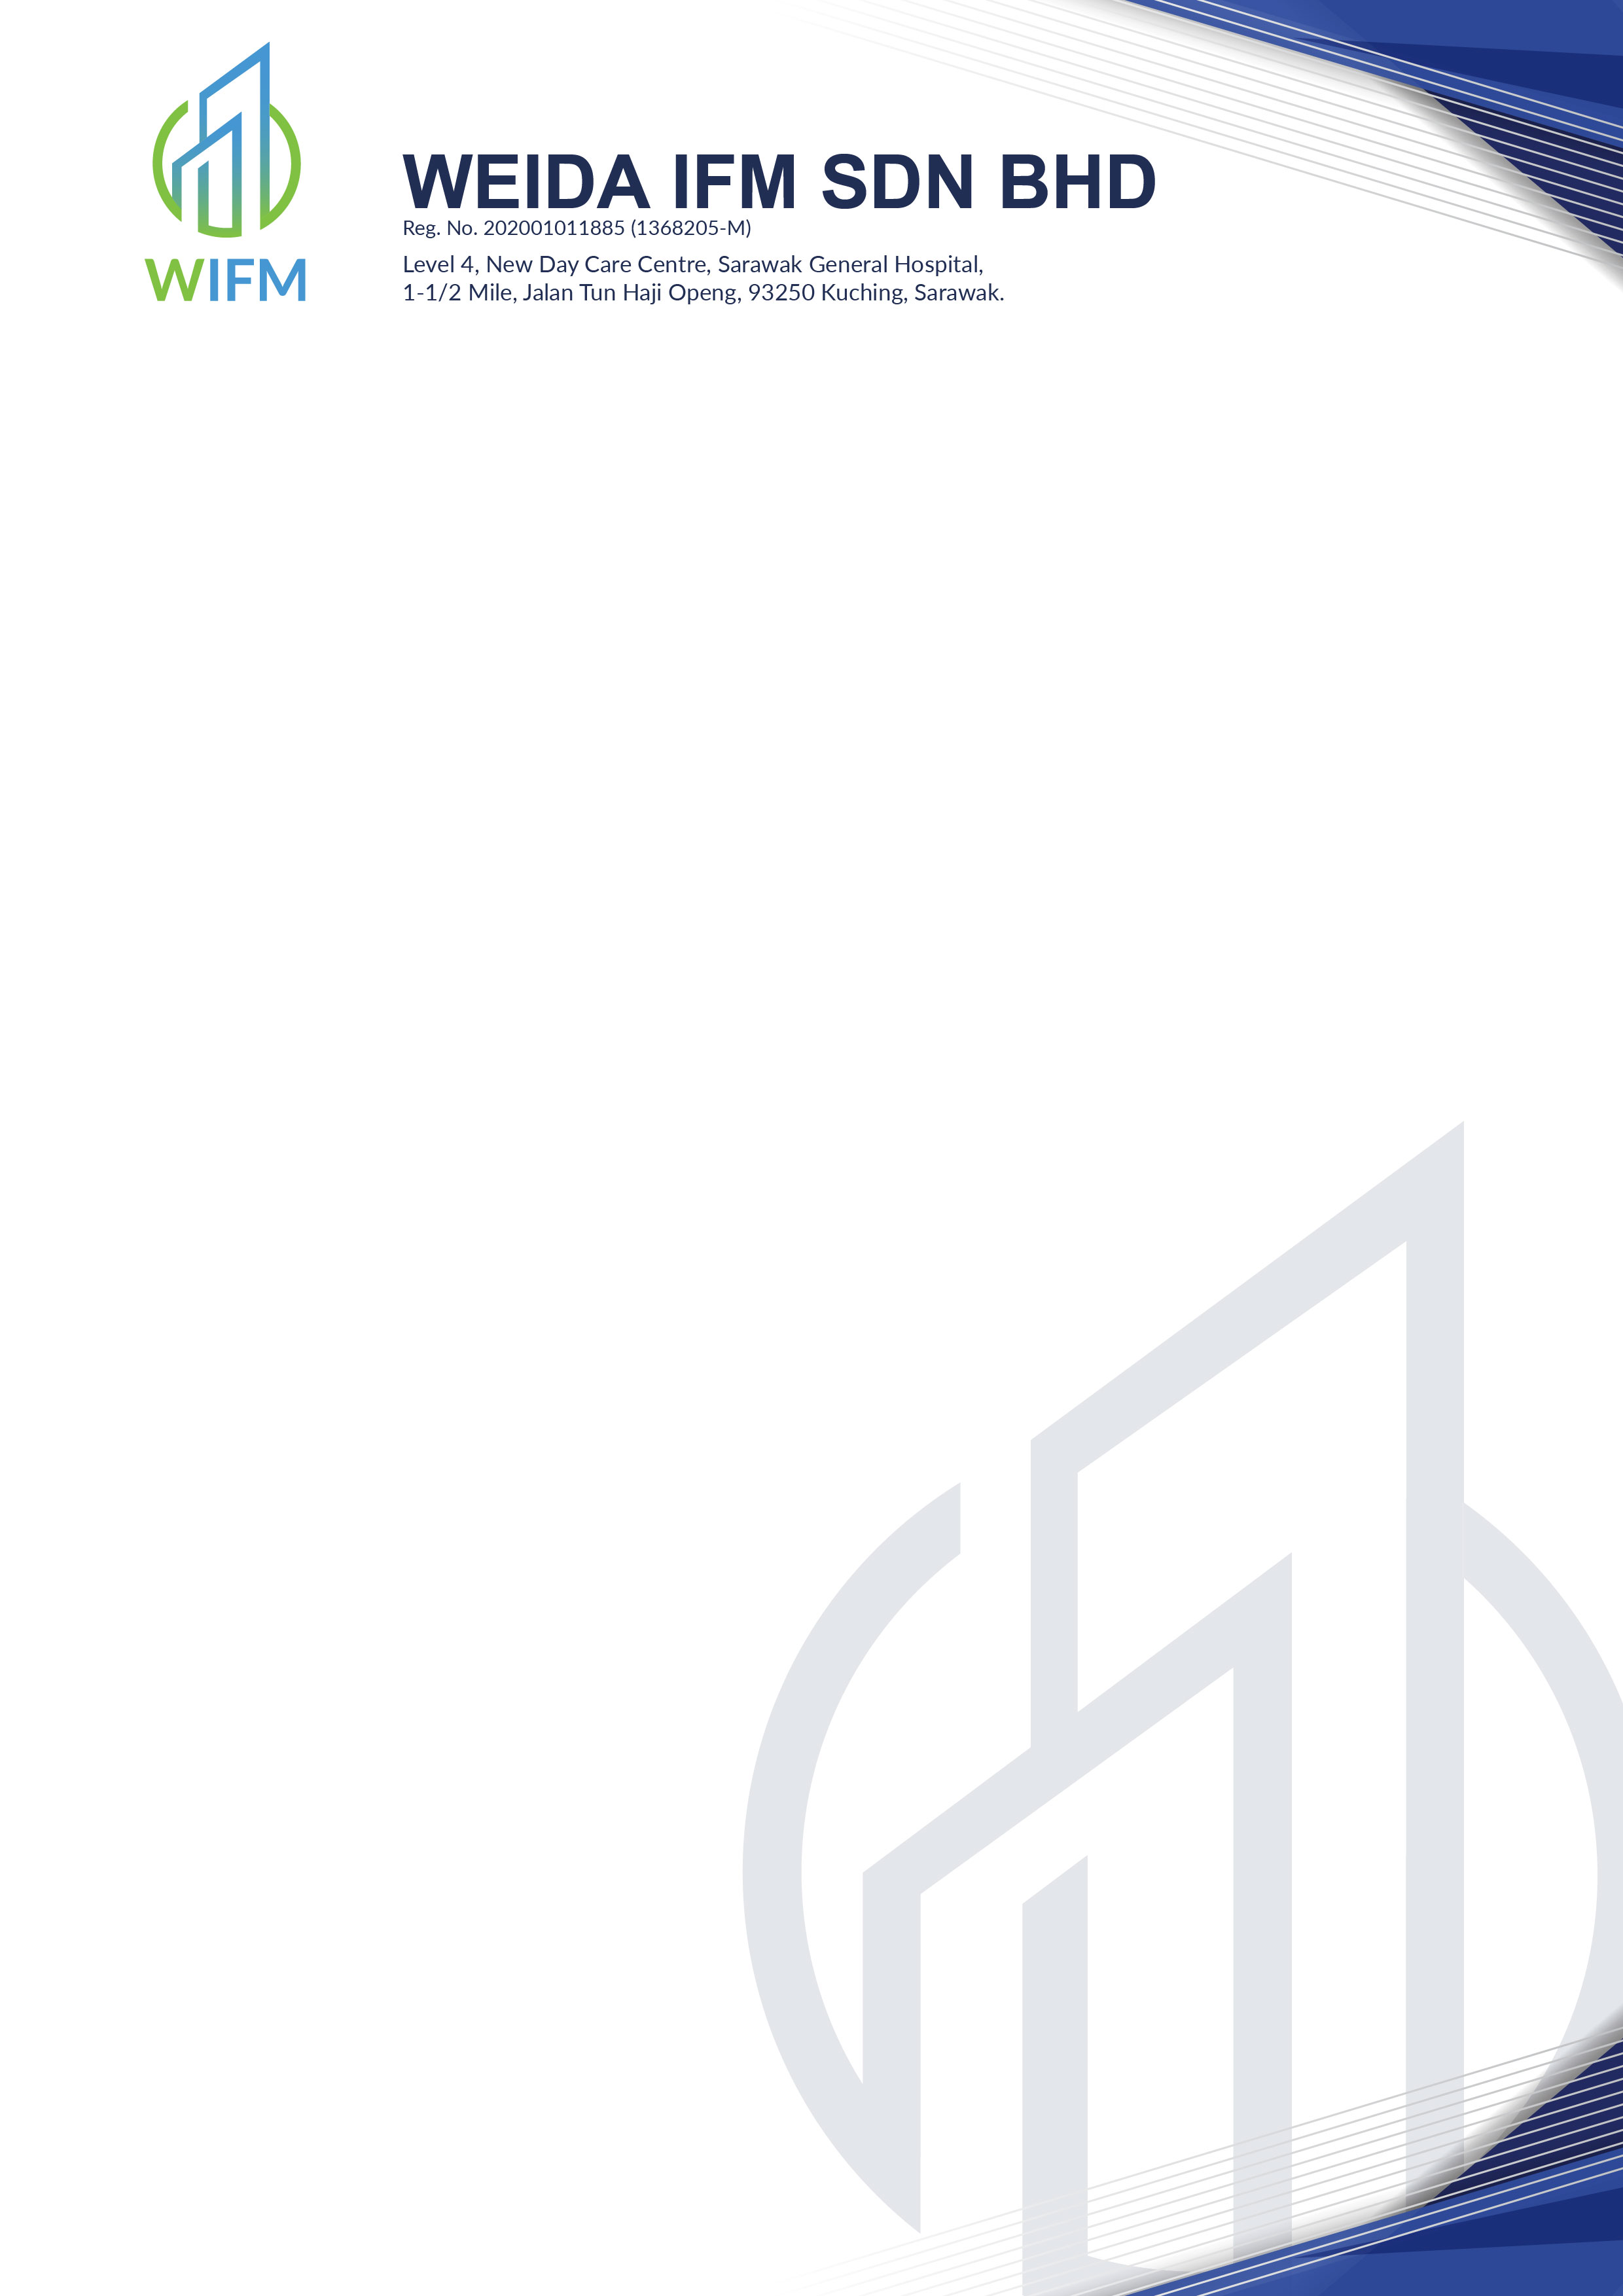 WEIDA IFM SDN BHD
Reg. No. 202001011885 (1368205-M)
Level 4, New Day Care Centre, Sarawak General Hospital,
1-1/2 Mile, Jalan Tun Haji Openg, 93250 Kuching, Sarawak.
WIFM